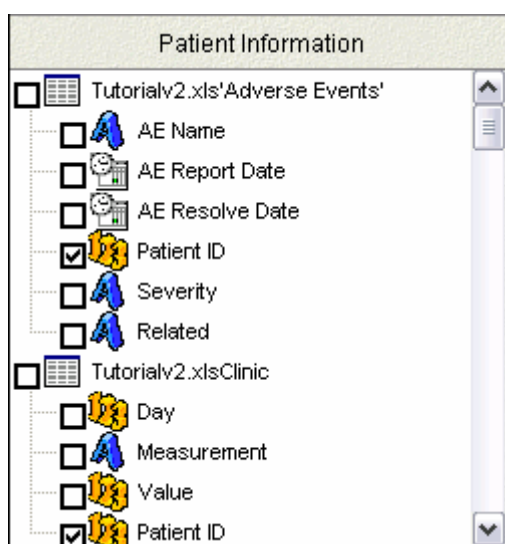 Patient Information
Tutorialv2.xls'Adverse Events'
AE Name
AE Report Date
AE Resolve Date
Patient ID
Severity
Related
Tutorialv2.xlsClinic
Day
Measurement
Value
Patient ID